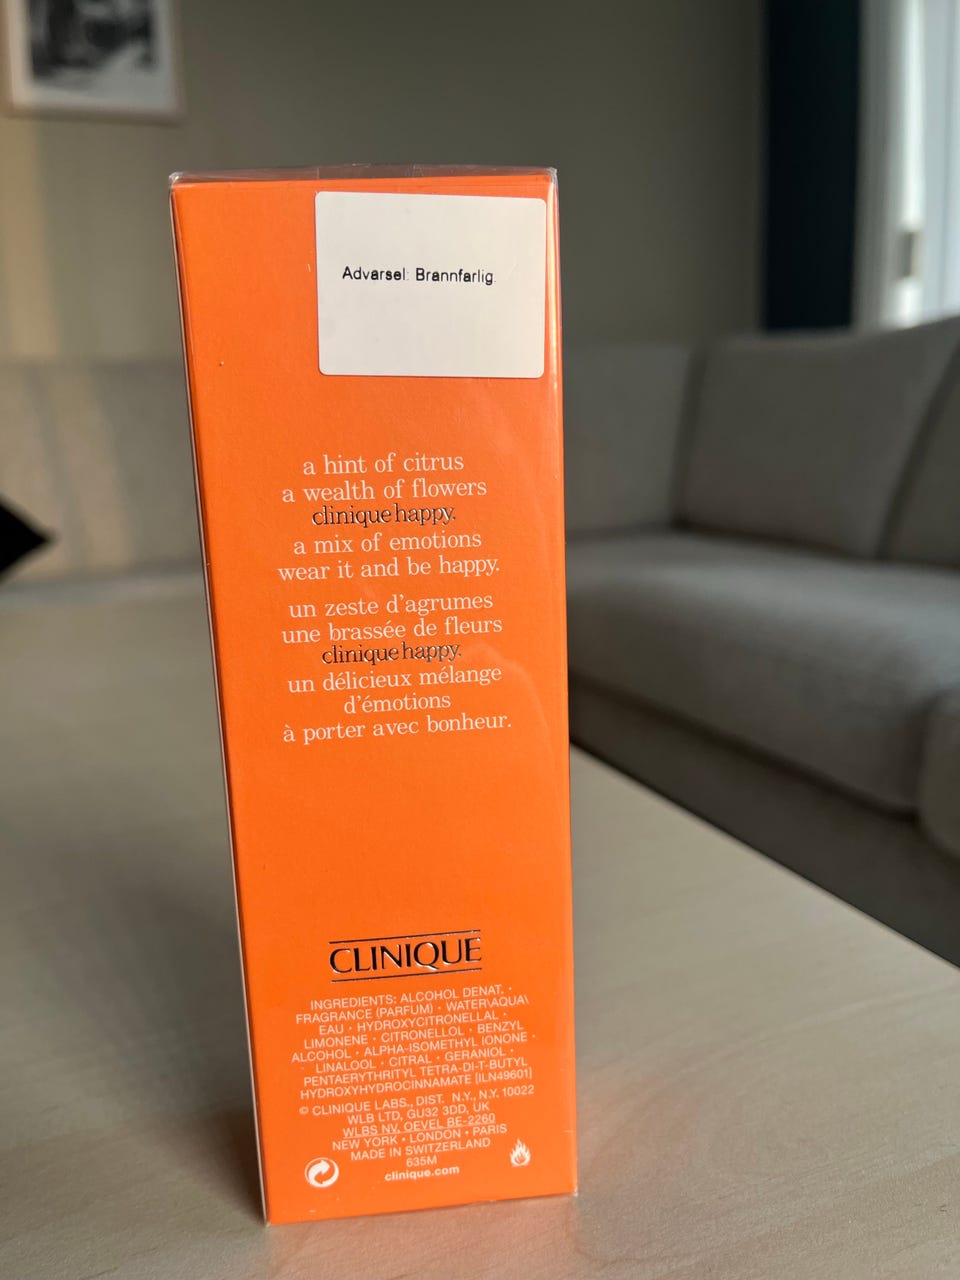 Advarsel: Brannfarlig.
a hint of citrus
a wealth of flowers
clinique happy.
a mix of emotions
wear it and be happy.
un zeste d'agrumes
une brassée de fleurs
clinique happy.
un délicieux mélange
d'émotions
à porter avec bonheur.
CLINIQUE
INGREDIENTS: ALCOHOL DENAT. •
FRAGRANCE (PARFUM) • WATER\AQUA\
EAU • HYDROXYCITRONELLAL •
LIMONENE • CITRONELLOL • BENZYL
ALCOHOL • ALPHA-ISOMETHYL IONONE •
LINALOOL • CITRAL • GERANIOL •
PENTAERYTHRITYL TETRA-DI-T-BUTYL
HYDROXYHYDROCINNAMATE [ILN49601]
© CLINIQUE LABS., DIST. N.Y., N.Y. 10022
WLB LTD, GU32 3DD, UK
WLBS NV, OEVEL BE-2260
NEW YORK • LONDON • PARIS
MADE IN SWITZERLAND
635M
clinique.com